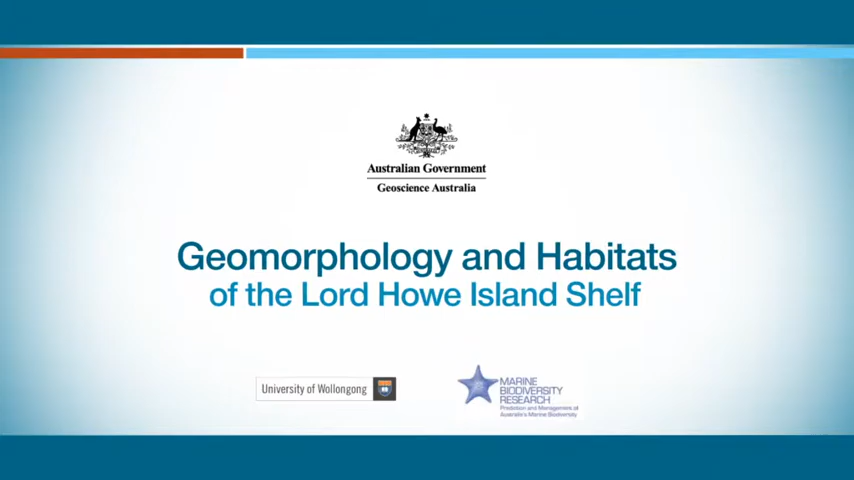 Australian Government
Geoscience Australia
Geomorphology and Habitats
of the Lord Howe Island Shelf
University of Wollongong
MARINE
BIODIVERSITY
RESEARCH
Prediction and Management of
Australia's Marine Biodiversity